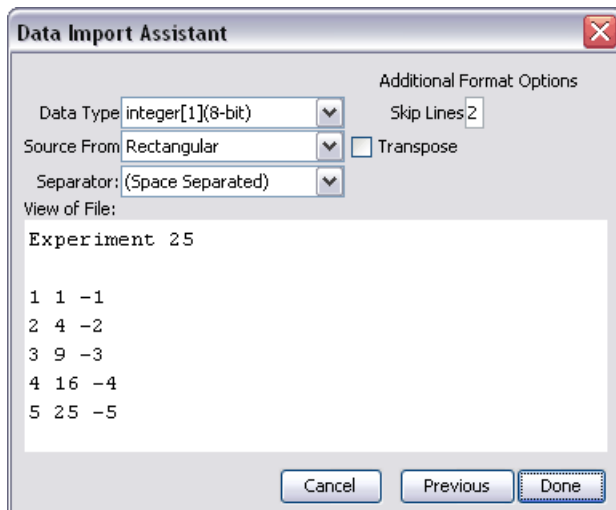 Data Import Assistant
Additional Format Options
Data Type integer[1](8-bit) Skip Lines 2
Source From Rectangular Transpose
Separator: (Space Separated)
View of File:
Experiment 25
1 1 -1
2 4 -2
3 9 -3
4 16 -4
5 25 -5
Cancel Previous Done